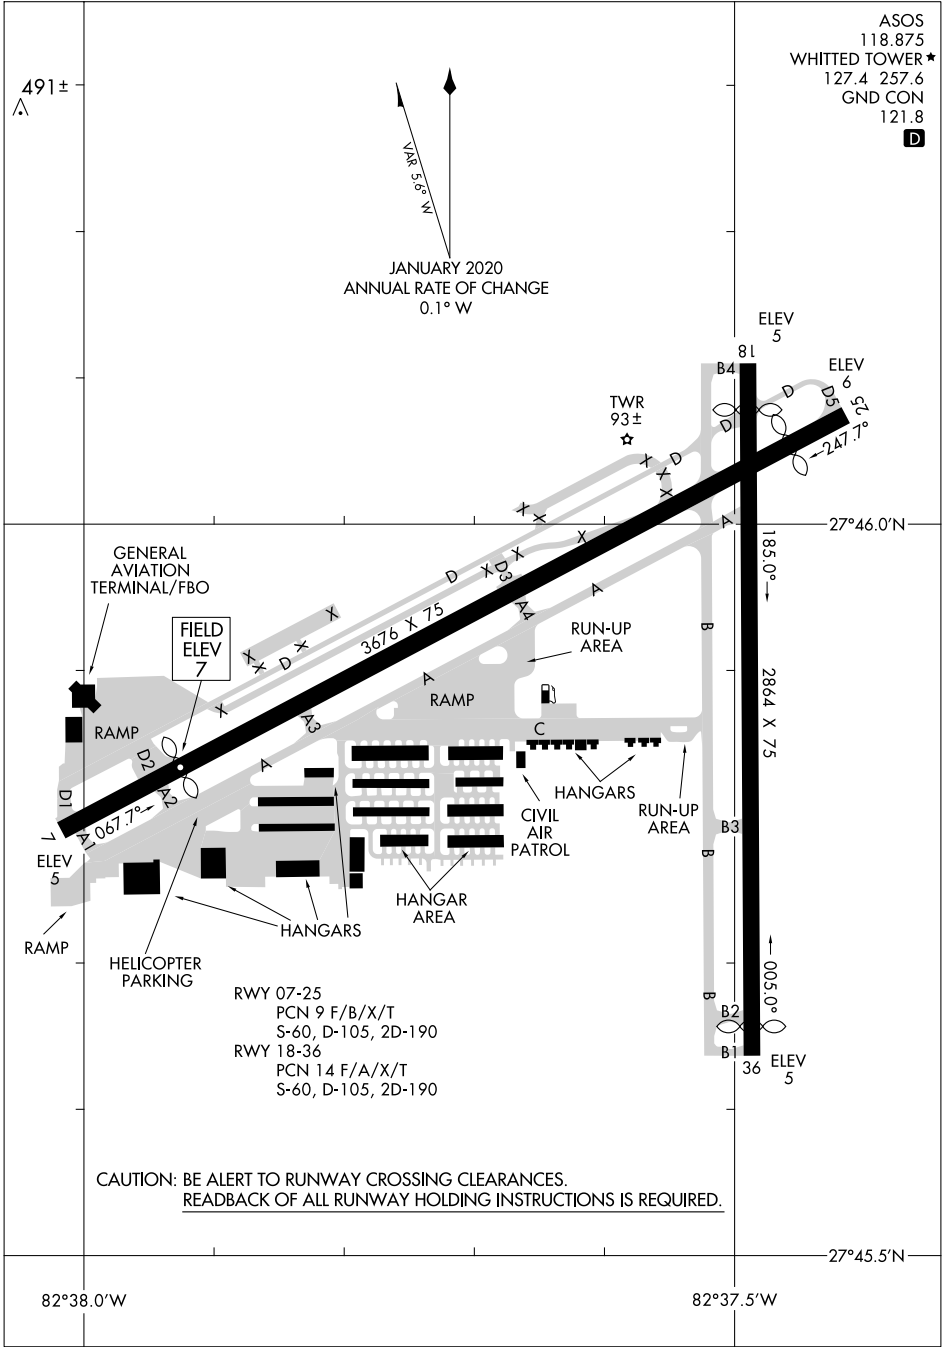 ASOS
118.875
WHITTED TOWER★
127.4 257.6
GND CON
121.8
D
491±
VAR 5.6° W
JANUARY 2020
ANNUAL RATE OF CHANGE
0.1° W
ELEV
5
18
B4
D
ELEV
6
D5
25
D
247.7°
TWR
93±
D
X
X
X
X
X
27°46.0'N
A
X
X
D3
X
D
A4
A
185.0°
GENERAL
AVIATION
TERMINAL/FBO
FIELD
ELEV
7
X
X
X
X
D
3676 X 75
RUN-UP
AREA
B
A
RAMP
2864 X 75
X
A3
C
RAMP
D2
A
A2
HANGARS
RUN-UP
AREA
D1
067.7°
7
A1
CIVIL
AIR
PATROL
B3
ELEV
5
B
HANGAR
AREA
RAMP
HANGARS
HELICOPTER
PARKING
005.0°
B
B2
B1
36
ELEV
5
RWY 07-25
PCN 9 F/B/X/T
S-60, D-105, 2D-190
RWY 18-36
PCN 14 F/A/X/T
S-60, D-105, 2D-190
CAUTION: BE ALERT TO RUNWAY CROSSING CLEARANCES.
READBACK OF ALL RUNWAY HOLDING INSTRUCTIONS IS REQUIRED.
27°45.5'N
82°38.0'W
82°37.5'W